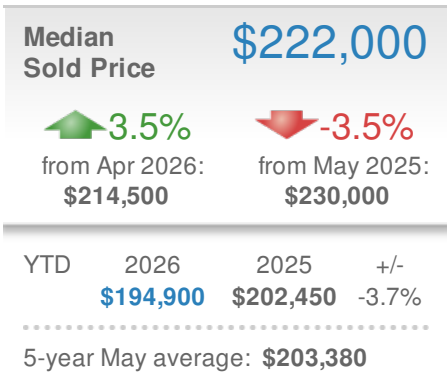 Median
Sold Price
$222,000
3.5%
from Apr 2026:
$214,500
-3.5%
from May 2025:
$230,000
YTD 2026 2025 +/-
$194,900 $202,450 -3.7%
5-year May average: $203,380